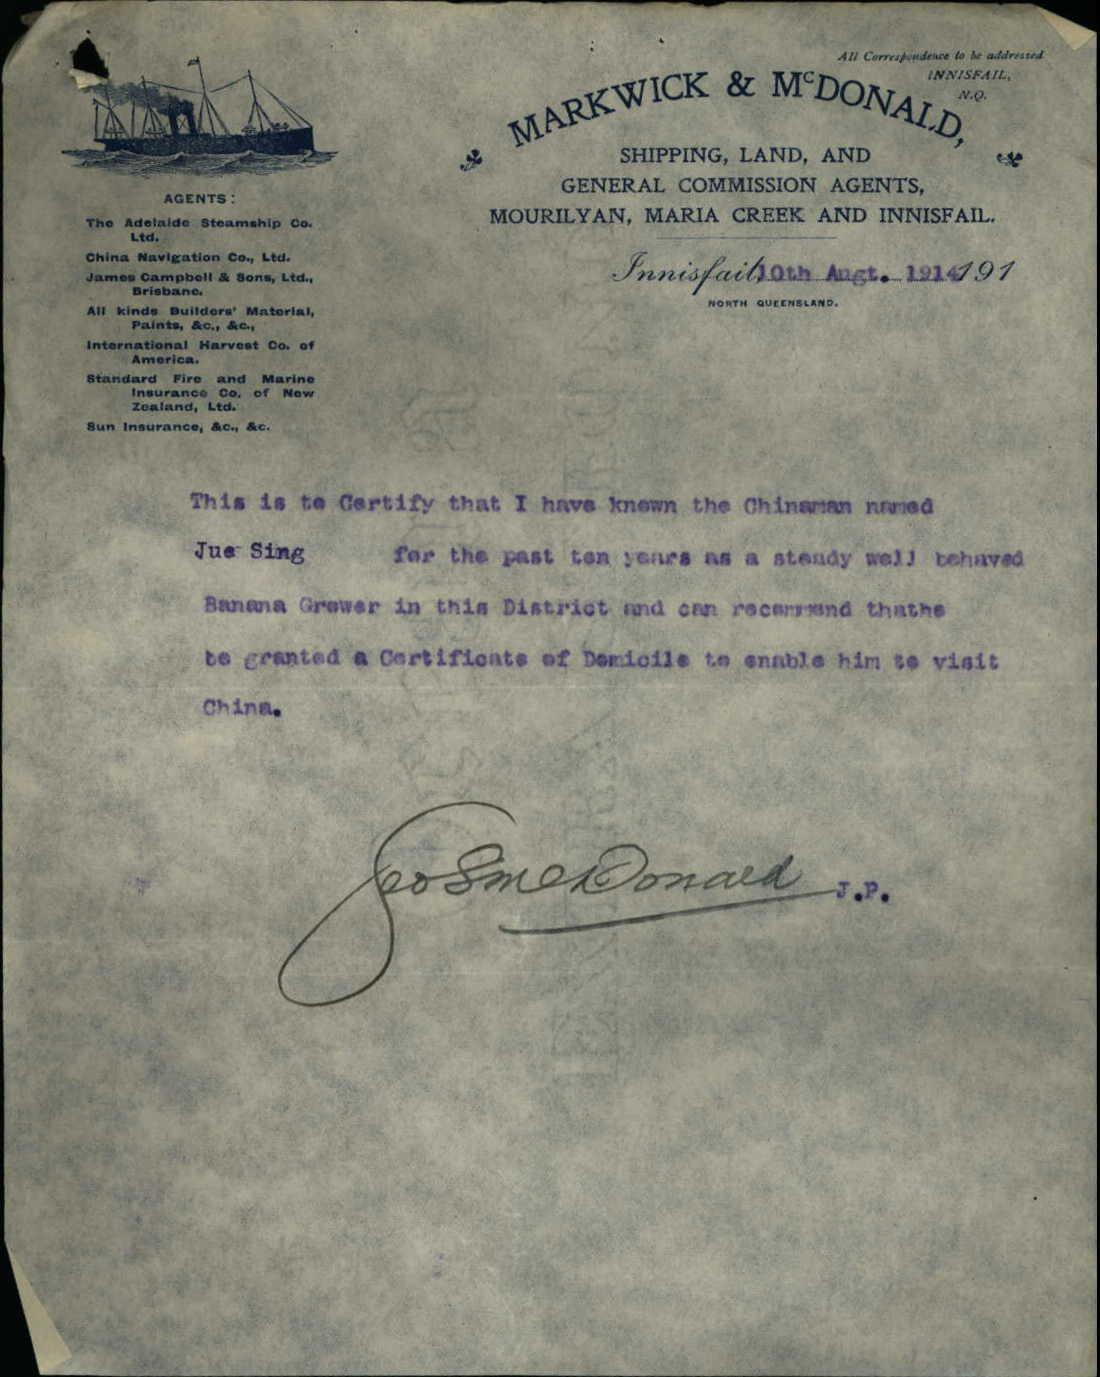 All Correspondence to be addressed
INNISFAIL,
N.Q.
MARKWICK & McDONALD,
SHIPPING, LAND, AND
GENERAL COMMISSION AGENTS,
MOURILYAN, MARIA CREEK AND INNISFAIL.
Innisfail, 10th Augt. 1914 191
NORTH QUEENSLAND.
AGENTS:
The Adelaide Steamship Co.
Ltd.
China Navigation Co., Ltd.
James Campbell & Sons, Ltd.,
Brisbane.
All kinds Builders' Material,
Paints, &c., &c.,
International Harvest Co. of
America.
Standard Fire and Marine
Insurance Co. of New
Zealand, Ltd.
Sun Insurance, &c., &c.
This is to Certify that I have known the Chinaman named
Jue Sing for the past ten years as a steady well behaved
Banana Grower in this District and can recommend thathe
be granted a Certificate of Domicile to enable him to visit
China.
Geo S McDonald J.P.